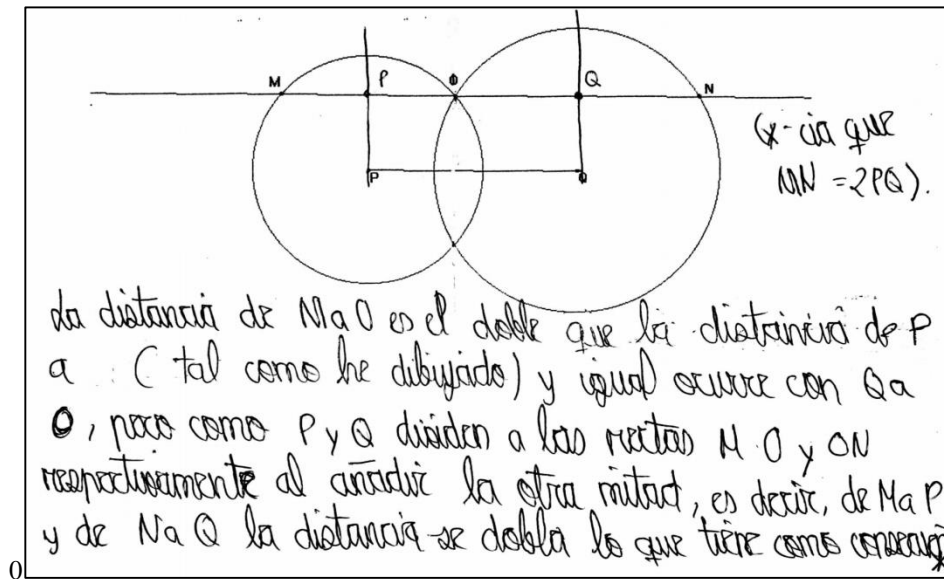 M P O Q N
P Q
(x-cia que
MN = 2PQ).
La distancia de M a O es el doble que la distancia de P
a (tal como he dibujado) y igual ocurre con Q a
O, pero como P y Q dividen a las rectas M O y ON
respectivamente al añadir la otra mitad, es decir, de M a P
y de N a Q la distancia se dobla lo que tiene como
0